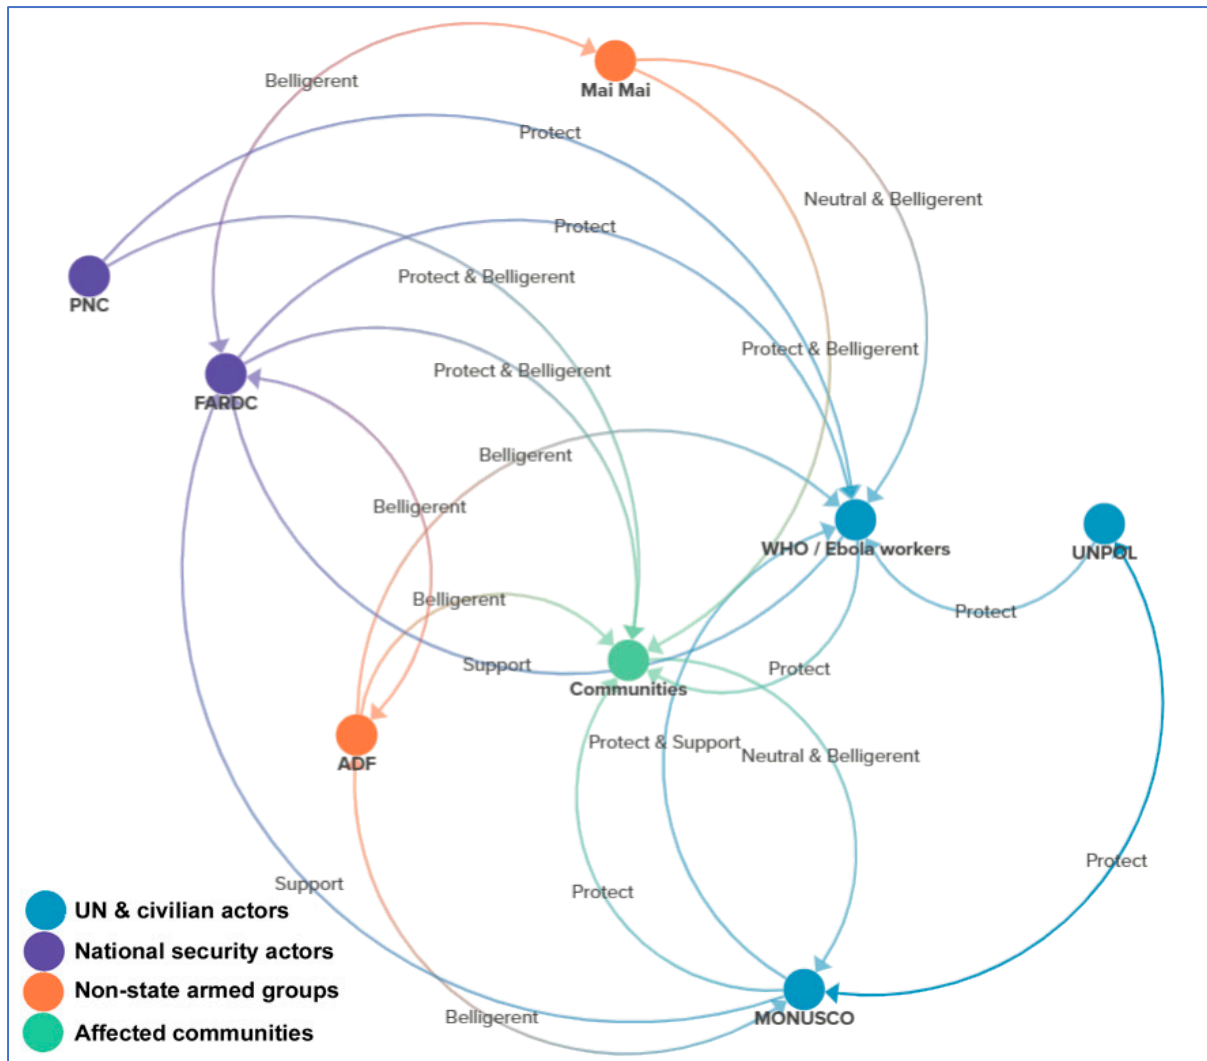 Mai Mai
Belligerent
Protect
Neutral & Belligerent
Protect
Protect & Belligerent
PNC
Protect & Belligerent
Protect & Belligerent
FARDC
Belligerent
Belligerent
WHO / Ebola workers
UNPOL
Belligerent
Protect
Support
Protect
Communities
Protect & Support
Neutral & Belligerent
ADF
Protect
Support
Protect
UN & civilian actors
National security actors
Non-state armed groups
Belligerent
MONUSCO
Affected communities